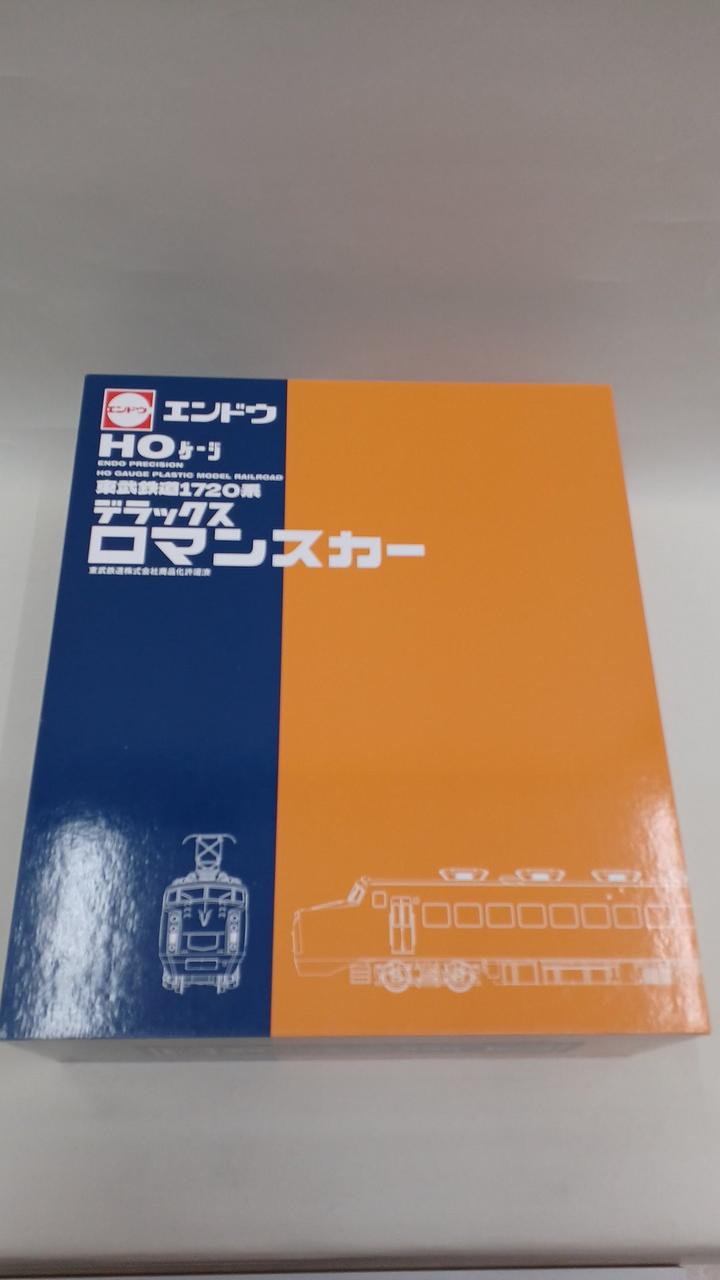 エンドウ
エンドウ
HOゲージ
ENDO PRECISION
HO GAUGE PLASTIC MODEL RAILROAD
東武鉄道1720系
デラックス
ロマンスカー
東武鉄道株式会社商品化許諾済